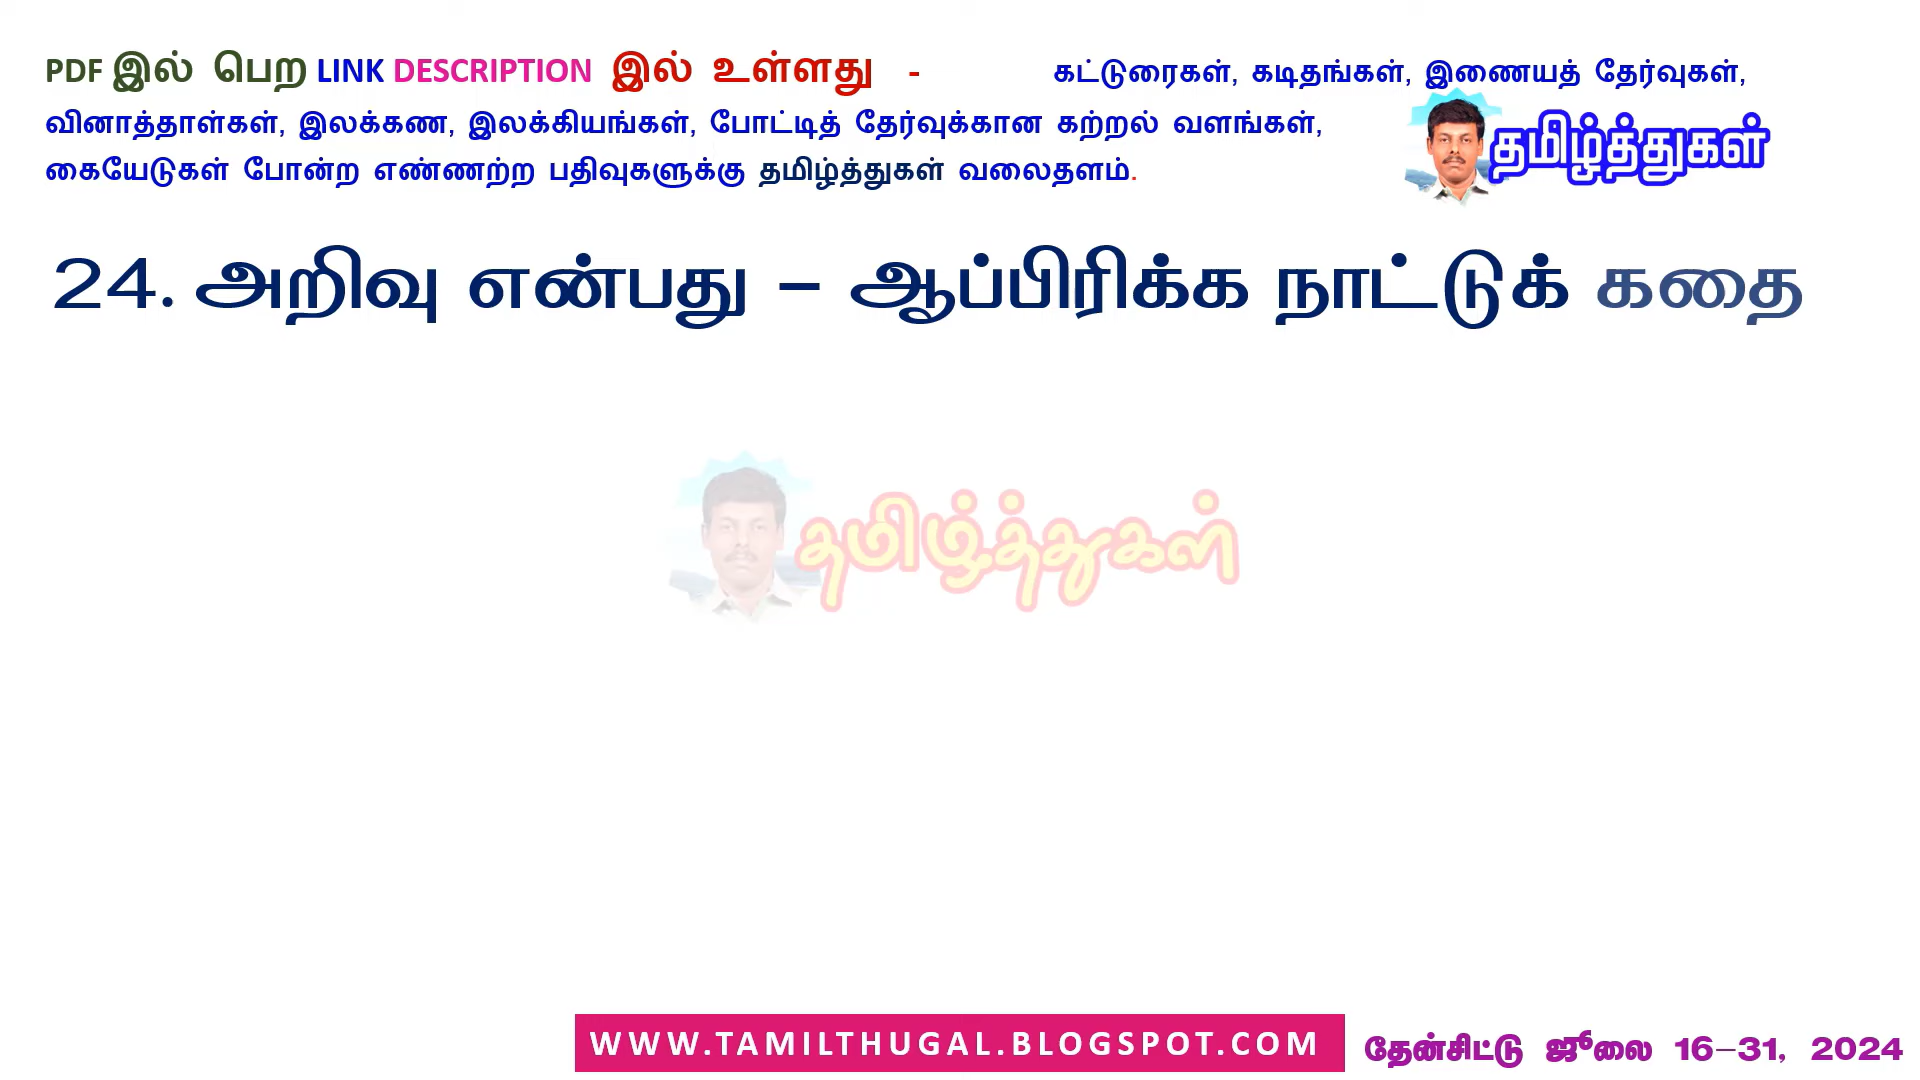 PDF இல் பெற LINK DESCRIPTION இல் உள்ளது - கட்டுரைகள், கடிதங்கள், இணையத் தேர்வுகள்,
வினாத்தாள்கள், இலக்கண, இலக்கியங்கள், போட்டித் தேர்வுக்கான கற்றல் வளங்கள்,
கையேடுகள் போன்ற எண்ணற்ற பதிவுகளுக்கு தமிழ்த்துகள் வலைதளம்.
தமிழ்த்துகள்
24. அறிவு என்பது – ஆப்பிரிக்க நாட்டுக் கதை
தமிழ்த்துகள்
WWW.TAMILTHUGAL.BLOGSPOT.COM
தேன்சிட்டு ஜூலை 16–31, 2024